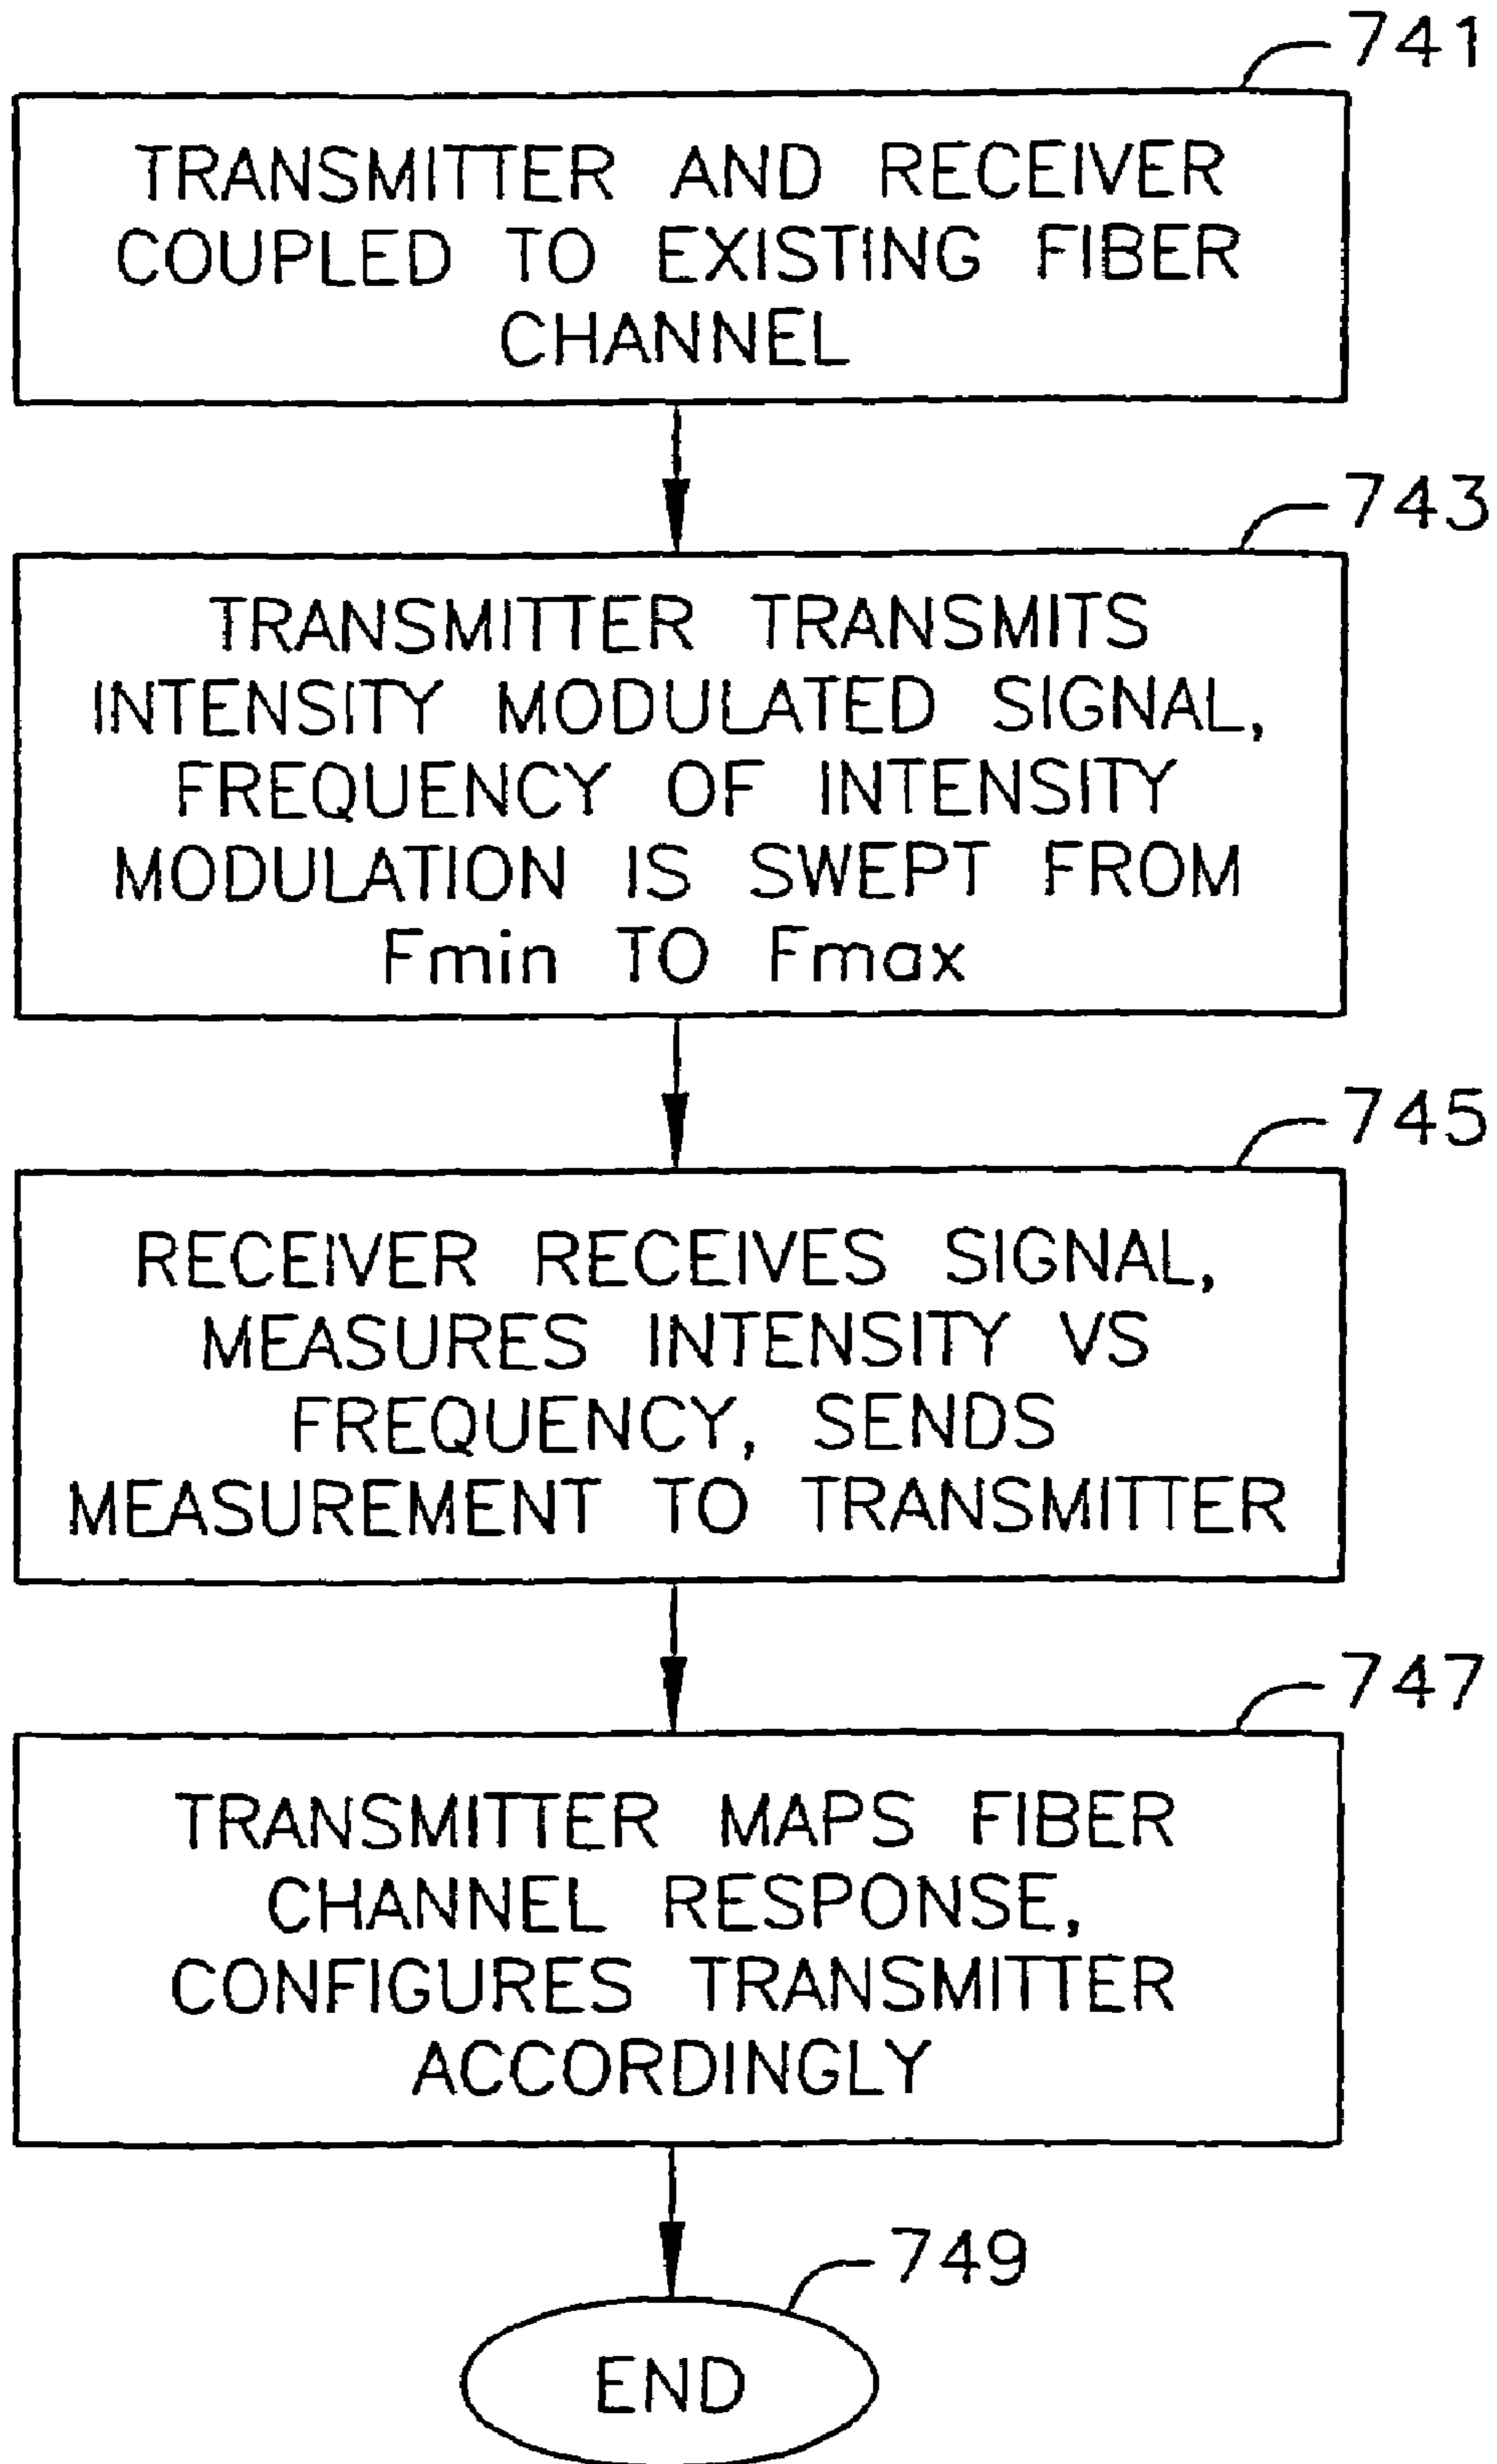 741
TRANSMITTER AND RECEIVER
COUPLED TO EXISTING FIBER
CHANNEL
743
TRANSMITTER TRANSMITS
INTENSITY MODULATED SIGNAL,
FREQUENCY OF INTENSITY
MODULATION IS SWEPT FROM
Fmin TO Fmax
745
RECEIVER RECEIVES SIGNAL,
MEASURES INTENSITY VS
FREQUENCY, SENDS
MEASUREMENT TO TRANSMITTER
747
TRANSMITTER MAPS FIBER
CHANNEL RESPONSE,
CONFIGURES TRANSMITTER
ACCORDINGLY
749
END